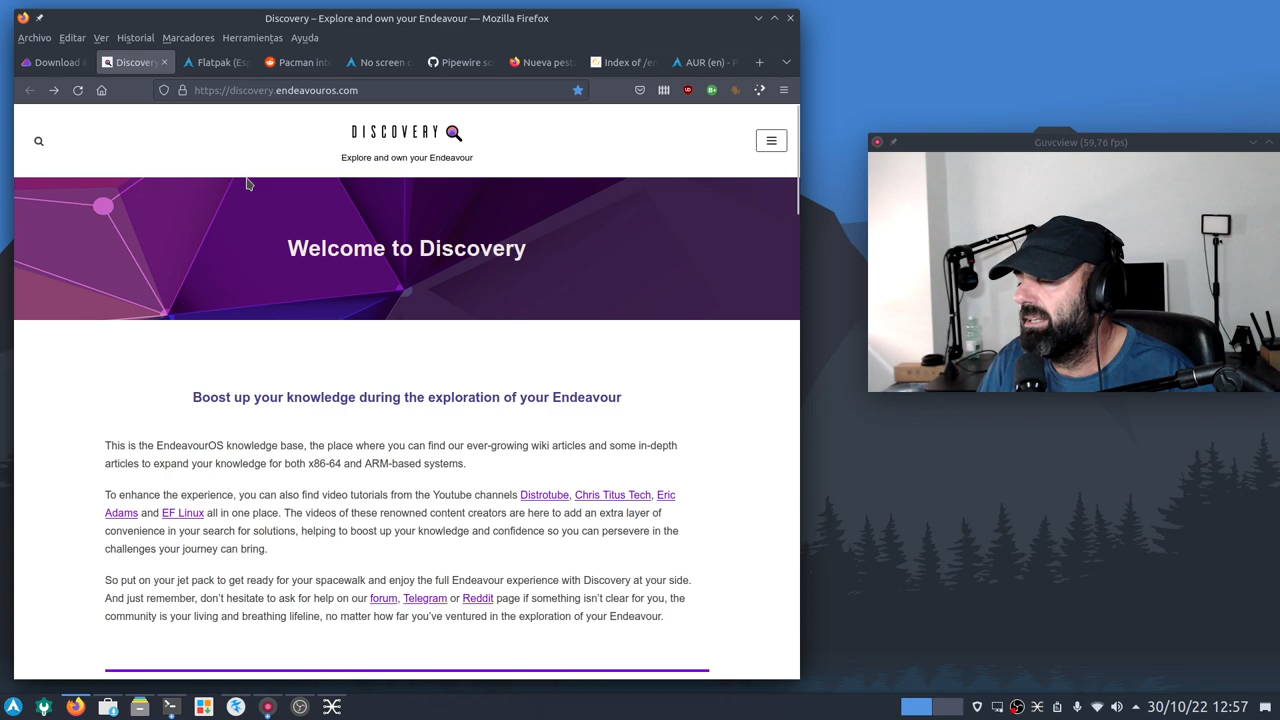 Discovery – Explore and own your Endeavour — Mozilla Firefox
Archivo Editar Ver Historial Marcadores Herramientas Ayuda
Download Discovery Flatpak (Esp Pacman int No screen Pipewire sc Nueva pest Index of /en AUR (en) - P
https://discovery.endeavouros.com
DISCOVERY
Explore and own your Endeavour
Guvcview (59,76 fps)
Welcome to Discovery
Boost up your knowledge during the exploration of your Endeavour
This is the EndeavourOS knowledge base, the place where you can find our ever-growing wiki articles and some in-depth
articles to expand your knowledge for both x86-64 and ARM-based systems.
To enhance the experience, you can also find video tutorials from the Youtube channels Distrotube, Chris Titus Tech, Eric
Adams and EF Linux all in one place. The videos of these renowned content creators are here to add an extra layer of
convenience in your search for solutions, helping to boost up your knowledge and confidence so you can persevere in the
challenges your journey can bring.
So put on your jet pack to get ready for your spacewalk and enjoy the full Endeavour experience with Discovery at your side.
And just remember, don’t hesitate to ask for help on our forum, Telegram or Reddit page if something isn’t clear for you, the
community is your living and breathing lifeline, no matter how far you’ve ventured in the exploration of your Endeavour.
30/10/22 12:57